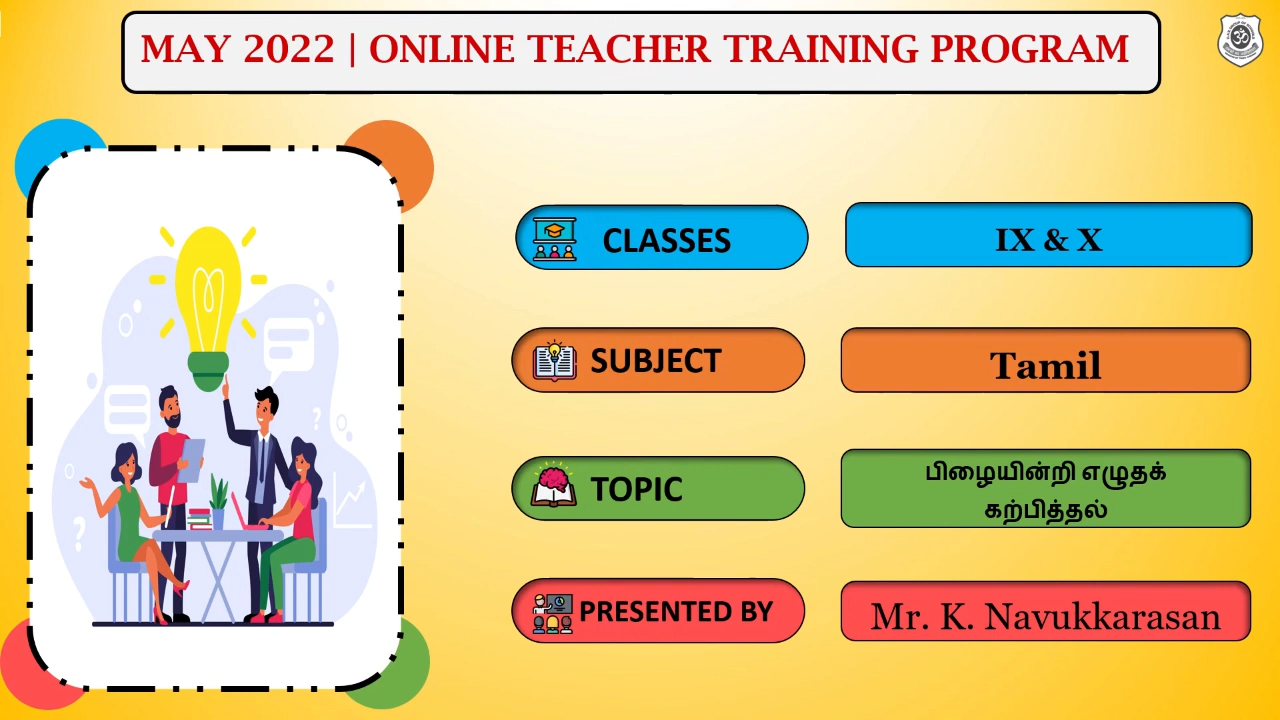 MAY 2022 | ONLINE TEACHER TRAINING PROGRAM
CLASSES
IX & X
SUBJECT
Tamil
TOPIC
பிழையின்றி எழுதக்
கற்பித்தல்
PRESENTED BY
Mr. K. Navukkarasan